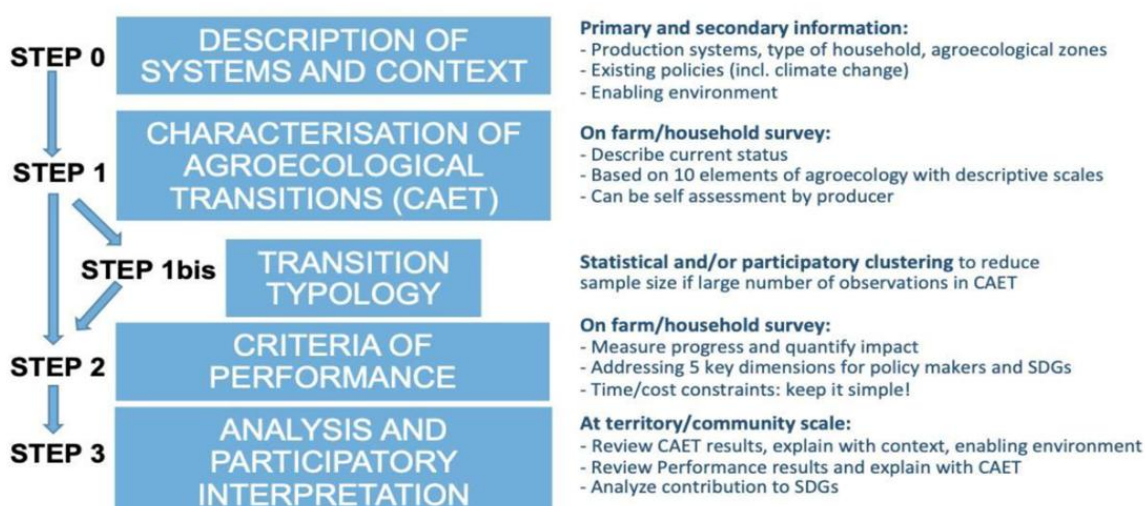 STEP 0
DESCRIPTION OF
SYSTEMS AND CONTEXT
Primary and secondary information:
- Production systems, type of household, agroecological zones
- Existing policies (incl. climate change)
- Enabling environment
STEP 1
CHARACTERISATION OF
AGROECOLOGICAL
TRANSITIONS (CAET)
On farm/household survey:
- Describe current status
- Based on 10 elements of agroecology with descriptive scales
- Can be self assessment by producer
STEP 1bis
TRANSITION
TYPOLOGY
Statistical and/or participatory clustering to reduce
sample size if large number of observations in CAET
STEP 2
CRITERIA OF
PERFORMANCE
On farm/household survey:
- Measure progress and quantify impact
- Addressing 5 key dimensions for policy makers and SDGs
- Time/cost constraints: keep it simple!
STEP 3
ANALYSIS AND
PARTICIPATORY
INTERPRETATION
At territory/community scale:
- Review CAET results, explain with context, enabling environment
- Review Performance results and explain with CAET
- Analyze contribution to SDGs